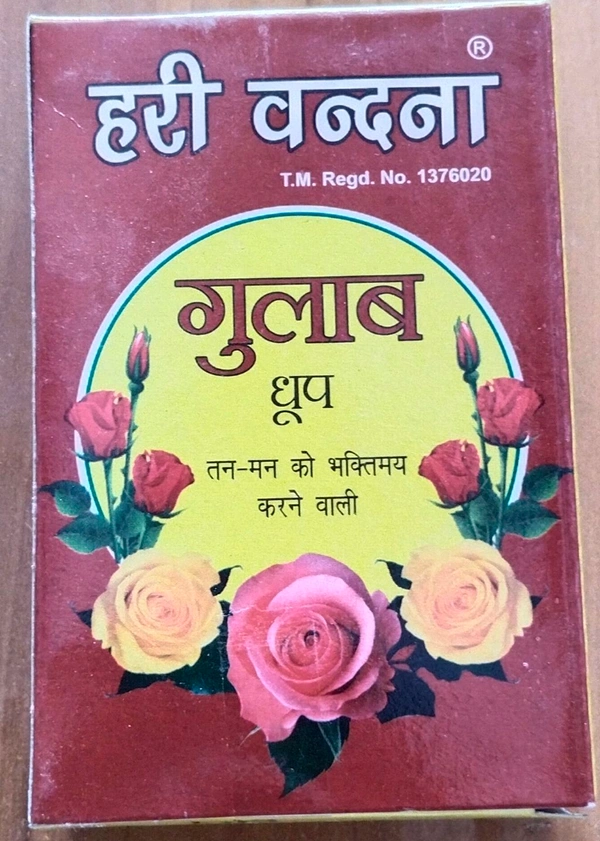 हरी वन्दना ®
T.M. Regd. No. 1376020
गुलाब
धूप
तन-मन को भक्तिमय
करने वाली